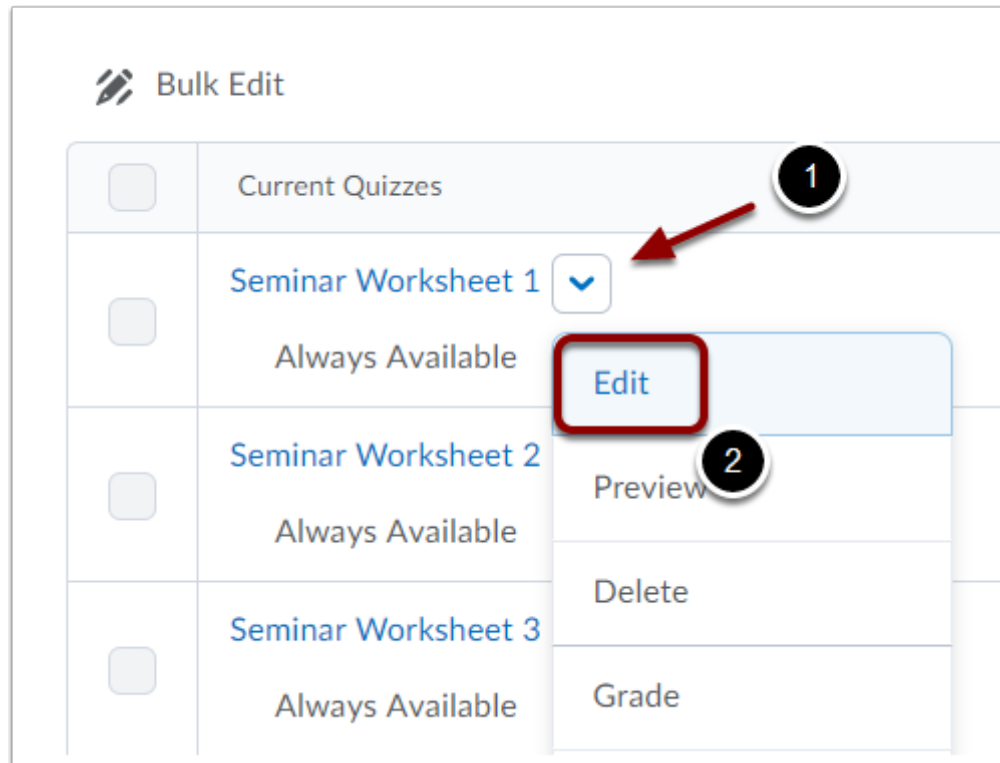 Bulk Edit
Current Quizzes
1
Seminar Worksheet 1
Always Available
Edit
2
Seminar Worksheet 2
Preview
Always Available
Delete
Seminar Worksheet 3
Grade
Always Available